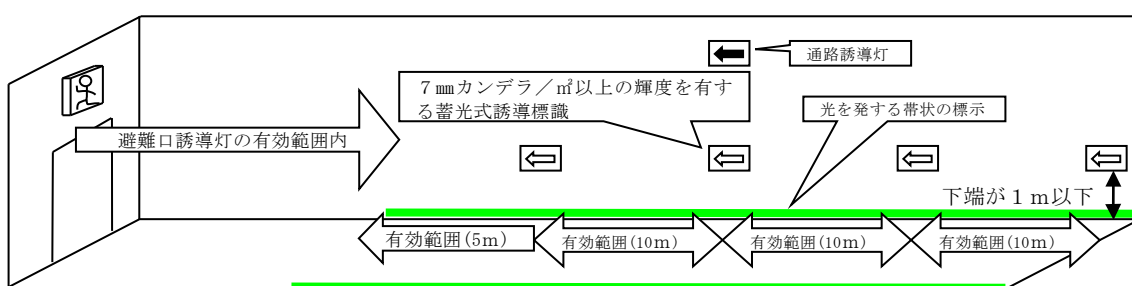 通路誘導灯
７㎜カンデラ／㎡以上の輝度を有す
る蓄光式誘導標識
光を発する帯状の標示
避難口誘導灯の有効範囲内
下端が１ｍ以下
有効範囲(5m)
有効範囲(10m)
有効範囲(10m)
有効範囲(10m)